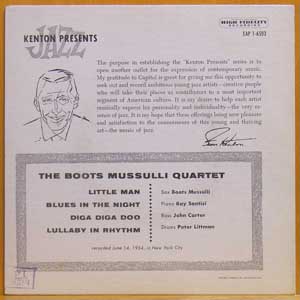 KENTON PRESENTS
JAZZ
HIGH FIDELITY
RECORDING
EAP 1-6503
The purpose in establishing the "Kenton Presents" series is to
open another outlet for the expression of contemporary music.
My gratitude to Capitol is great for giving me this opportunity to
seek out and record ambitious young jazz artists — creative people
who will take their places as contributors to a most important
segment of American culture. It is my desire to help each artist
musically express his personality and individuality—the very es-
sence of jazz. It is my hope that these offerings bring new pleasure
and satisfaction to the connoisseurs of this young and thriving
art—the music of jazz.
Stan Kenton
THE BOOTS MUSSULLI QUARTET
LITTLE MAN
BLUES IN THE NIGHT
DIGA DIGA DOO
LULLABY IN RHYTHM
Sax Boots Mussulli
Piano Ray Santisi
Bass John Carter
Drums Peter Littman
recorded June 14, 1954, in New York City